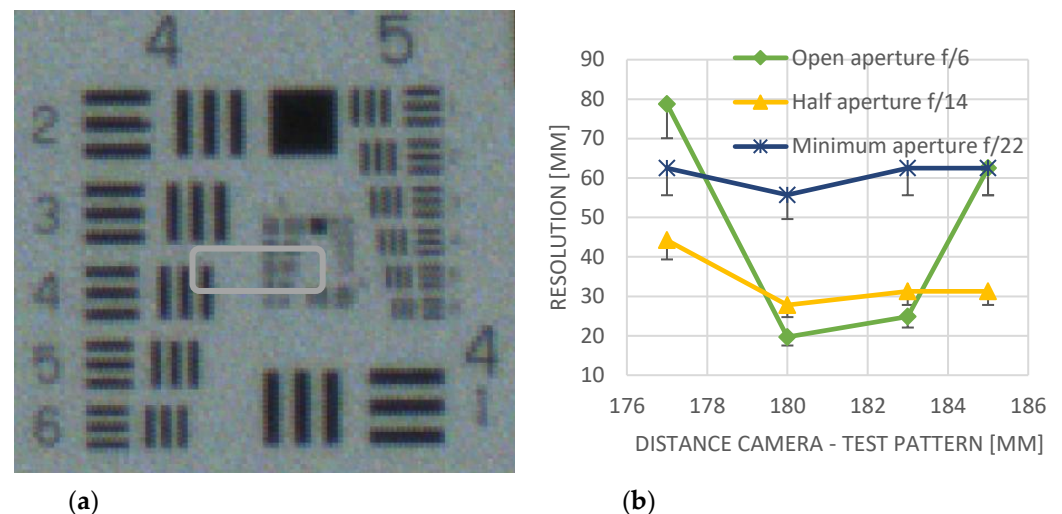 4 5
2
3
4
5
6
4
1
90
80
70
60
50
40
30
20
10
RESOLUTION [MM]
Open aperture f/6
Half aperture f/14
Minimum aperture f/22
176 178 180 182 184 186
DISTANCE CAMERA - TEST PATTERN [MM]
(a) (b)